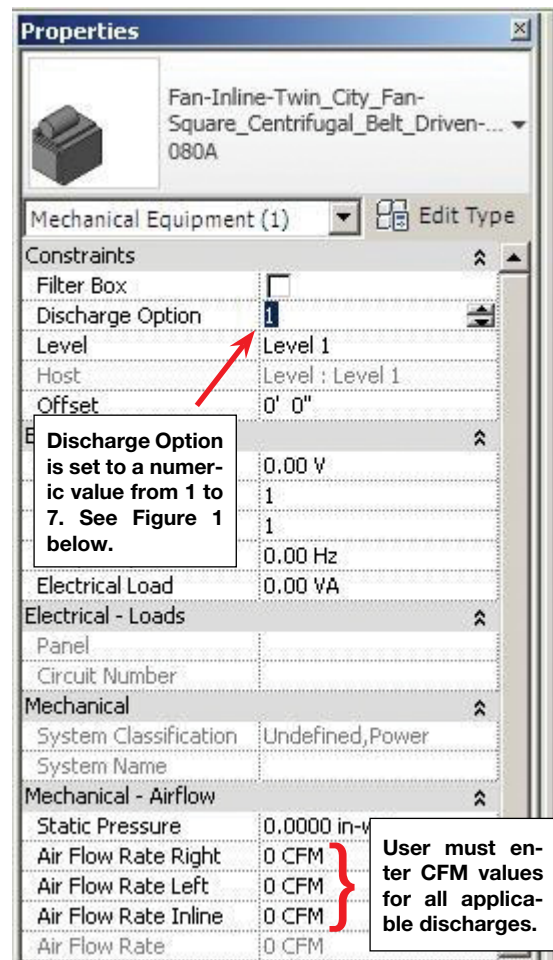 Properties
Fan-Inline-Twin_City_Fan-
Square_Centrifugal_Belt_Driven-...
080A
Mechanical Equipment (1)
Edit Type
Constraints
Filter Box
Discharge Option 1
Level Level 1
Host Level : Level 1
Offset 0' 0"
E
Discharge Option
is set to a numer-
ic value from 1 to
7. See Figure 1
below.
0.00 V
1
1
0.00 Hz
Electrical Load 0.00 VA
Electrical - Loads
Panel
Circuit Number
Mechanical
System Classification Undefined,Power
System Name
Mechanical - Airflow
Static Pressure 0.0000 in-w
Air Flow Rate Right 0 CFM
Air Flow Rate Left 0 CFM
Air Flow Rate Inline 0 CFM
Air Flow Rate 0 CFM
}
User must en-
ter CFM values
for all applica-
ble discharges.